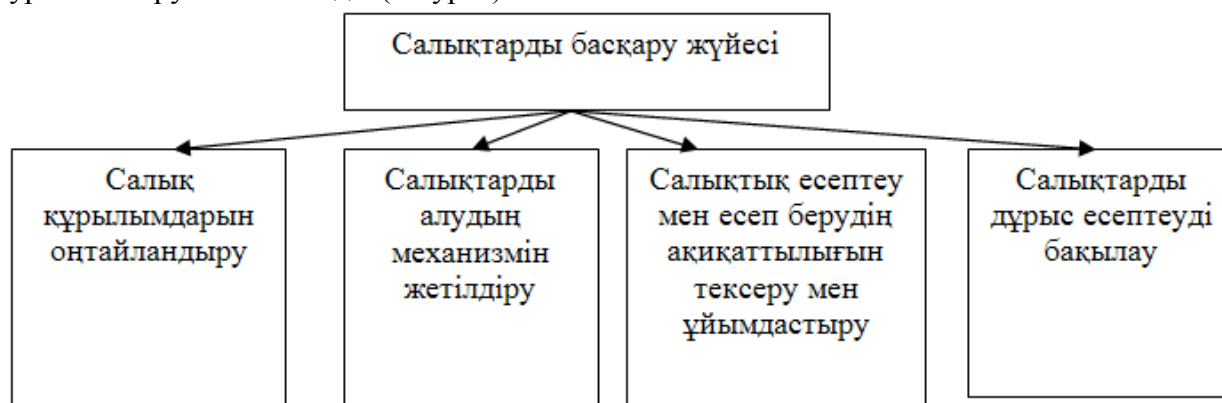 Салықтарды басқару жүйесі
Салық
құрылымдарын
оңтайландыру
Салықтарды
алудың
механизмін
жетілдіру
Салықтық есептеу
мен есеп берудің
ақиқаттылығын
тексеру мен
ұйымдастыру
Салықтарды
дұрыс есептеуді
бақылау